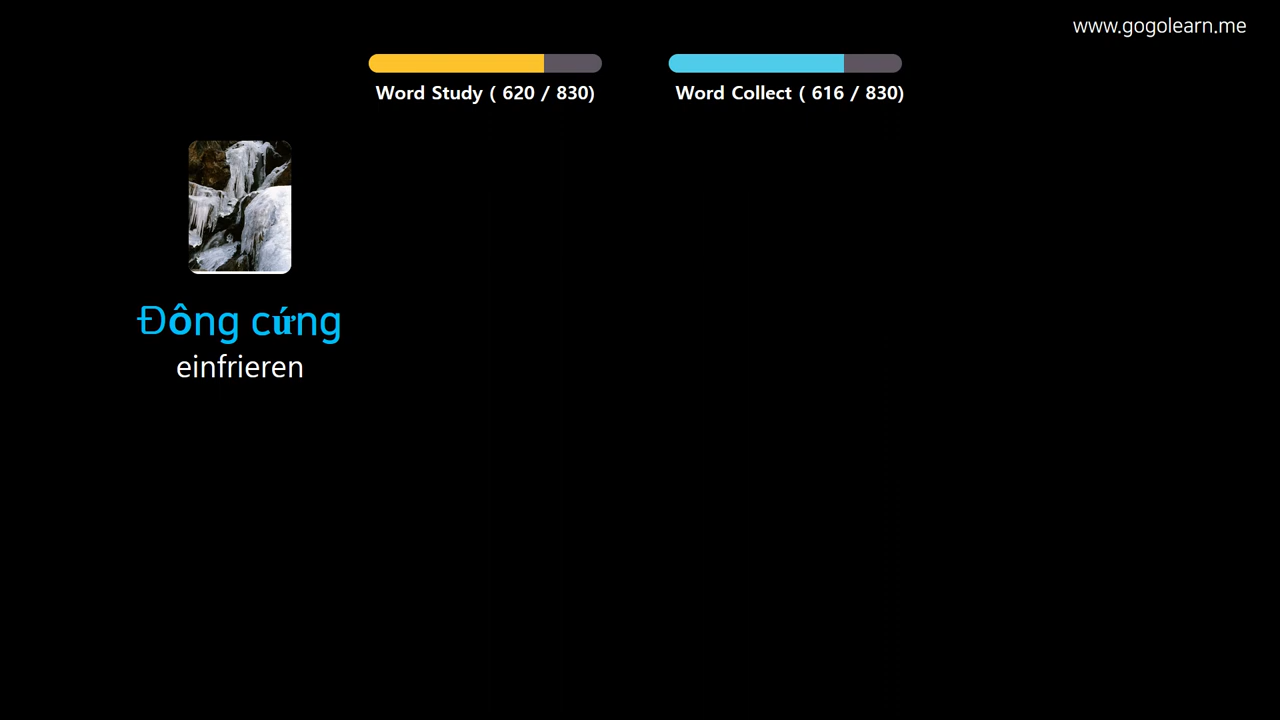 www.gogolearn.me
Word Study ( 620 / 830)
Word Collect ( 616 / 830)
Đông cứng
einfrieren